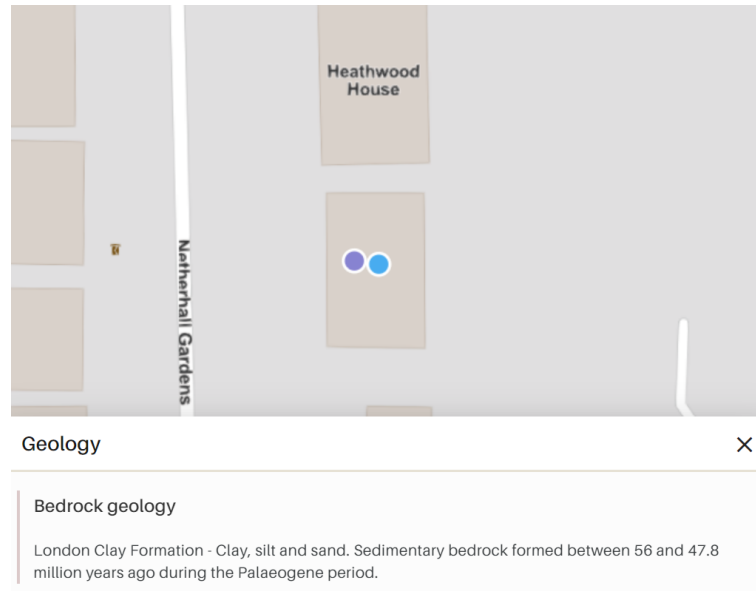 Heathwood
House
Netherhall Gardens
Geology
Bedrock geology
London Clay Formation - Clay, silt and sand. Sedimentary bedrock formed between 56 and 47.8
million years ago during the Palaeogene period.